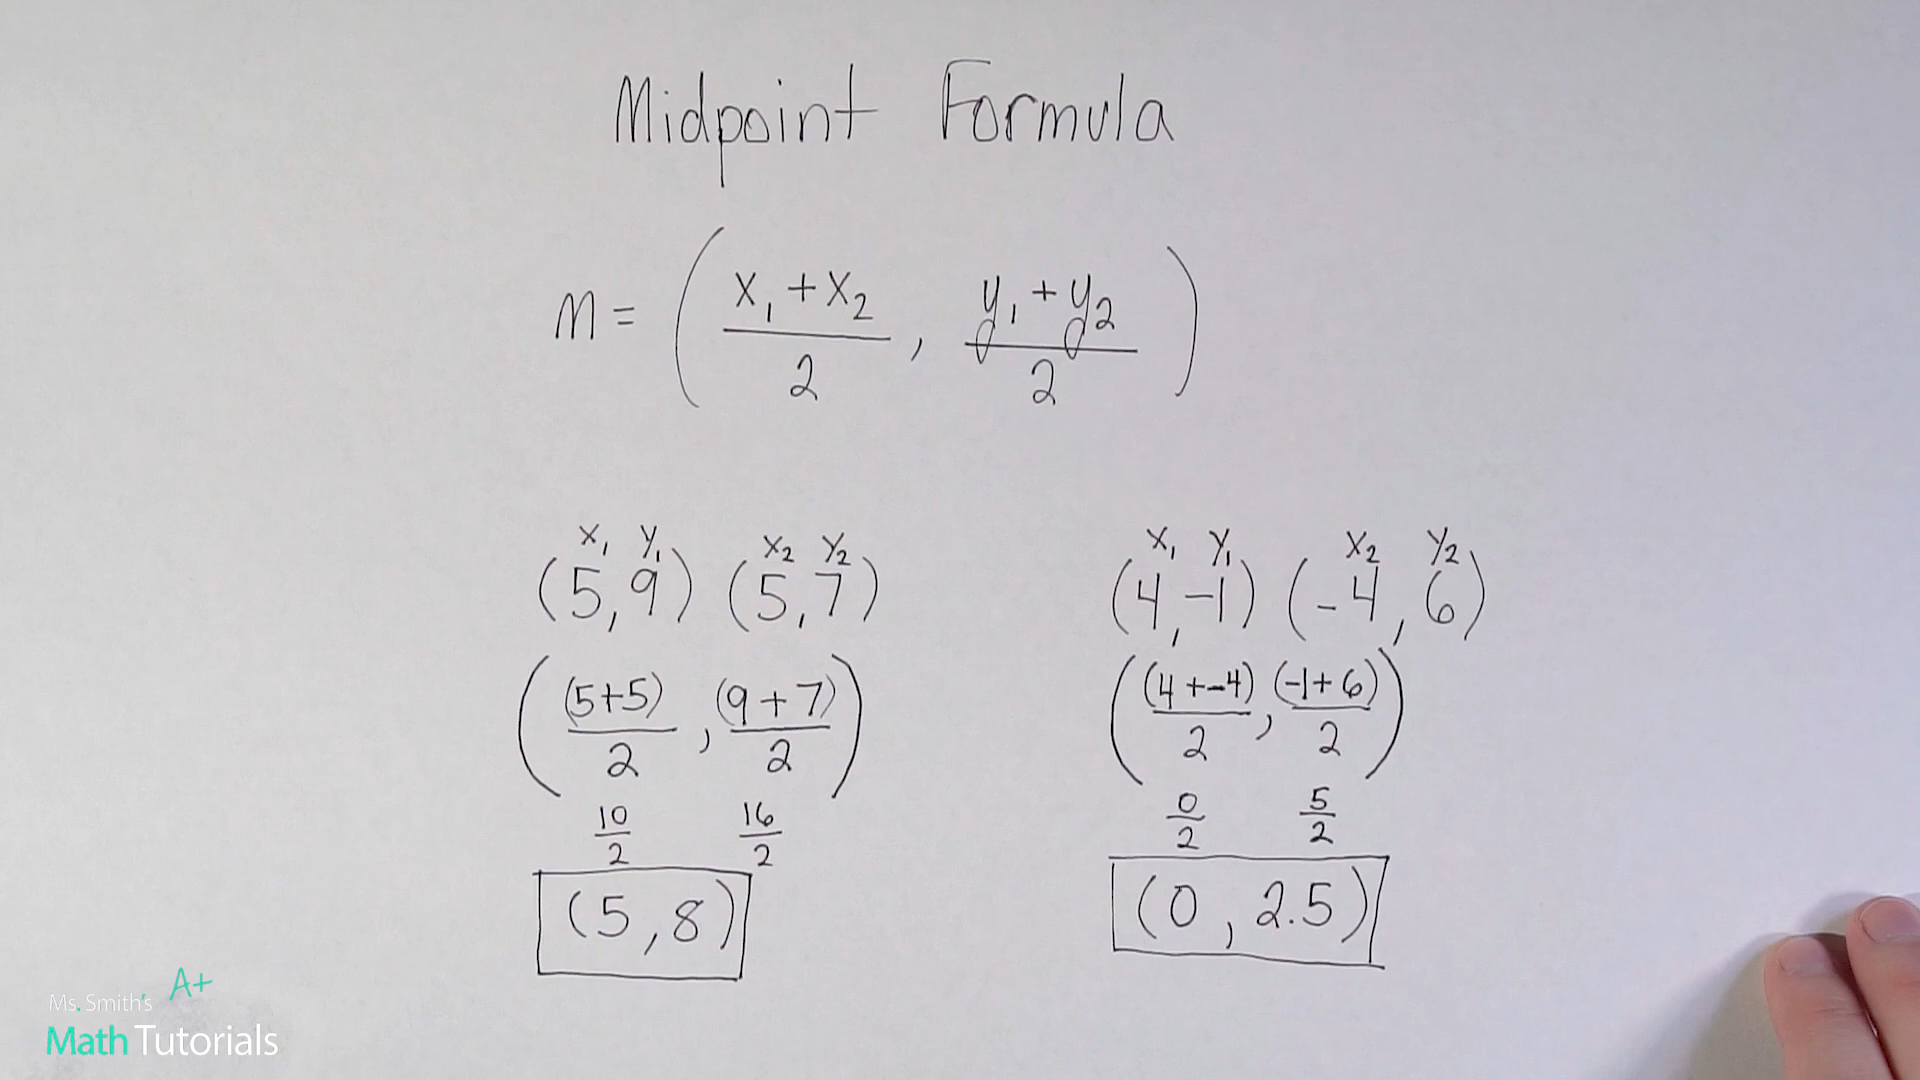 Midpoint Formula
m = ( x₁ + x₂ / 2 , y₁ + y₂ / 2 )
x₁ y₁ x₂ y₂
(5, 9) (5, 7)
( (5+5) / 2 , (9+7) / 2 )
10/2 16/2
(5, 8)
x₁ y₁ x₂ y₂
(4, -1) (-4, 6)
( (4+-4) / 2 , (-1+6) / 2 )
0/2 5/2
(0, 2.5)
Ms. Smith's A+
Math Tutorials